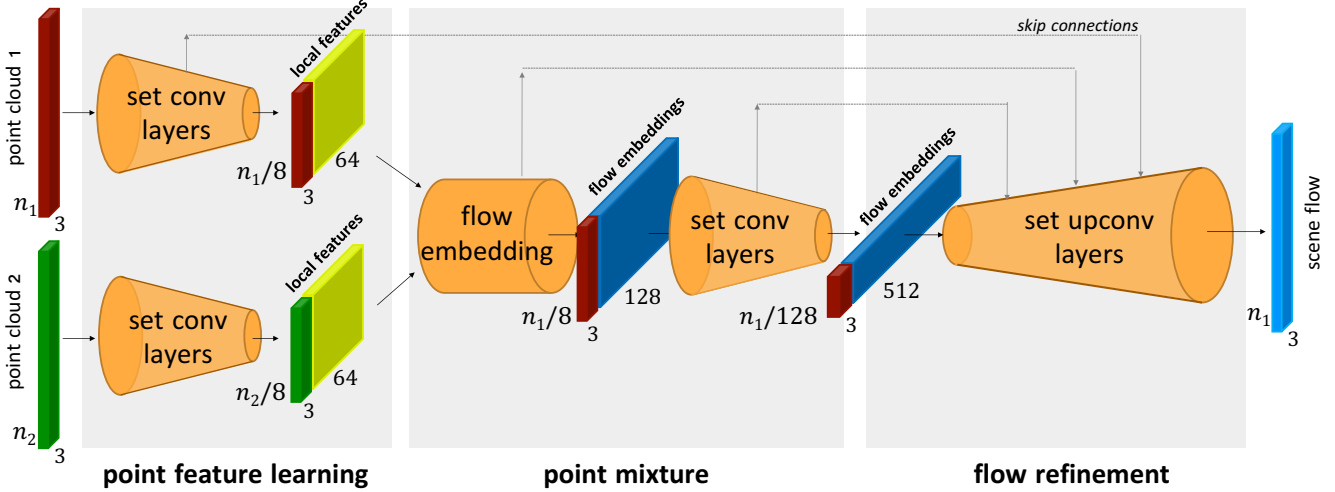 skip connections
point cloud 1
n₁
3
set conv
layers
local features
n₁/8
3
64
point cloud 2
n₂
3
set conv
layers
local features
n₂/8
3
64
flow
embedding
flow embeddings
n₁/8
3
128
set conv
layers
flow embeddings
n₁/128
3
512
set upconv
layers
scene flow
n₁
3
point feature learning
point mixture
flow refinement